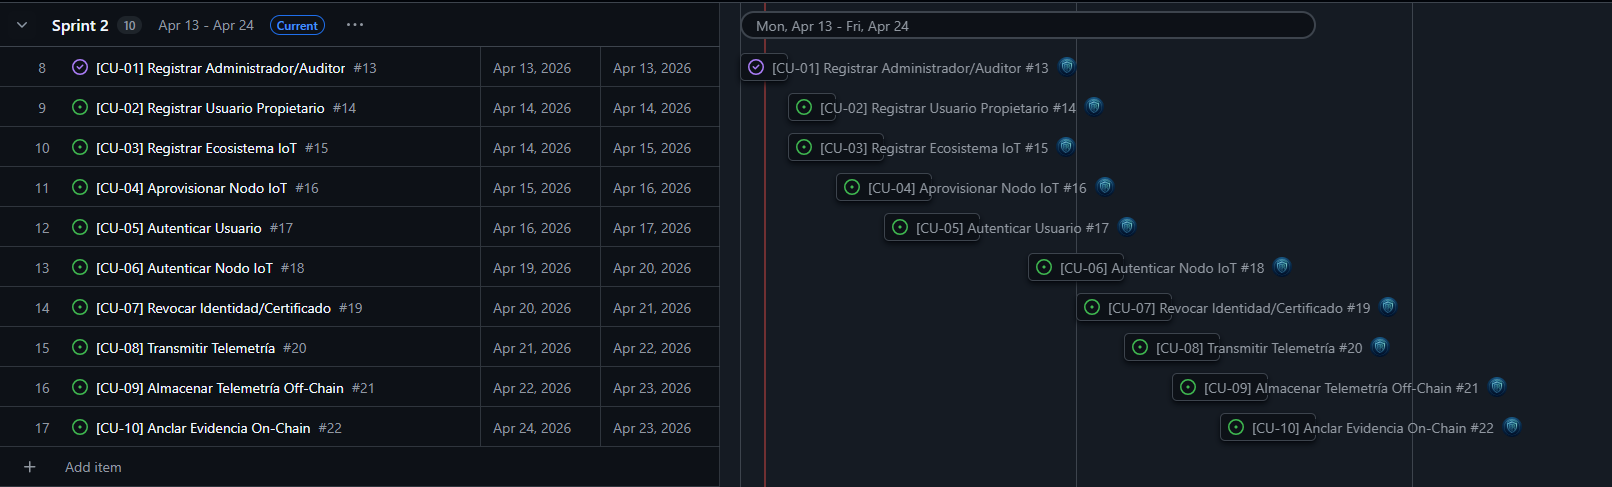 Sprint 2 10 Apr 13 - Apr 24 Current ... Mon, Apr 13 - Fri, Apr 24
8 [CU-01] Registrar Administrador/Auditor #13 Apr 13, 2026 Apr 13, 2026 [CU-01] Registrar Administrador/Auditor #13
9 [CU-02] Registrar Usuario Propietario #14 Apr 14, 2026 Apr 14, 2026 [CU-02] Registrar Usuario Propietario #14
10 [CU-03] Registrar Ecosistema IoT #15 Apr 14, 2026 Apr 15, 2026 [CU-03] Registrar Ecosistema IoT #15
11 [CU-04] Aprovisionar Nodo IoT #16 Apr 15, 2026 Apr 16, 2026 [CU-04] Aprovisionar Nodo IoT #16
12 [CU-05] Autenticar Usuario #17 Apr 16, 2026 Apr 17, 2026 [CU-05] Autenticar Usuario #17
13 [CU-06] Autenticar Nodo IoT #18 Apr 19, 2026 Apr 20, 2026 [CU-06] Autenticar Nodo IoT #18
14 [CU-07] Revocar Identidad/Certificado #19 Apr 20, 2026 Apr 21, 2026 [CU-07] Revocar Identidad/Certificado #19
15 [CU-08] Transmitir Telemetría #20 Apr 21, 2026 Apr 22, 2026 [CU-08] Transmitir Telemetría #20
16 [CU-09] Almacenar Telemetría Off-Chain #21 Apr 22, 2026 Apr 23, 2026 [CU-09] Almacenar Telemetría Off-Chain #21
17 [CU-10] Anclar Evidencia On-Chain #22 Apr 24, 2026 Apr 23, 2026 [CU-10] Anclar Evidencia On-Chain #22
+ Add item